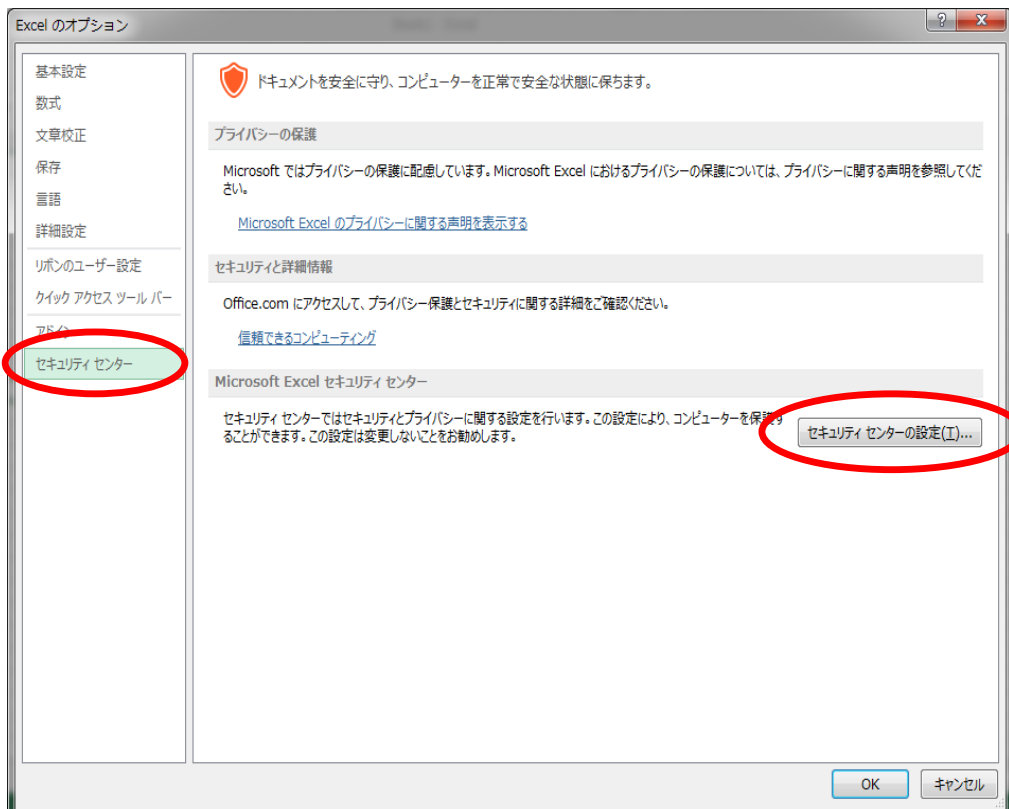 Excel のオプション
?
X
基本設定
数式
文章校正
保存
言語
詳細設定
リボンのユーザー設定
クイック アクセス ツール バー
アドイン
セキュリティ センター
ドキュメントを安全に守り、コンピューターを正常で安全な状態に保ちます。
プライバシーの保護
Microsoft ではプライバシーの保護に配慮しています。Microsoft Excel におけるプライバシーの保護については、プライバシーに関する声明を参照してくだ
さい。
Microsoft Excel のプライバシーに関する声明を表示する
セキュリティと詳細情報
Office.com にアクセスして、プライバシー保護とセキュリティに関する詳細をご確認ください。
信頼できるコンピューティング
Microsoft Excel セキュリティ センター
セキュリティ センターではセキュリティとプライバシーに関する設定を行います。この設定により、コンピューターを保護す
ることができます。この設定は変更しないことをお勧めします。
セキュリティ センターの設定(T)...
OK
キャンセル